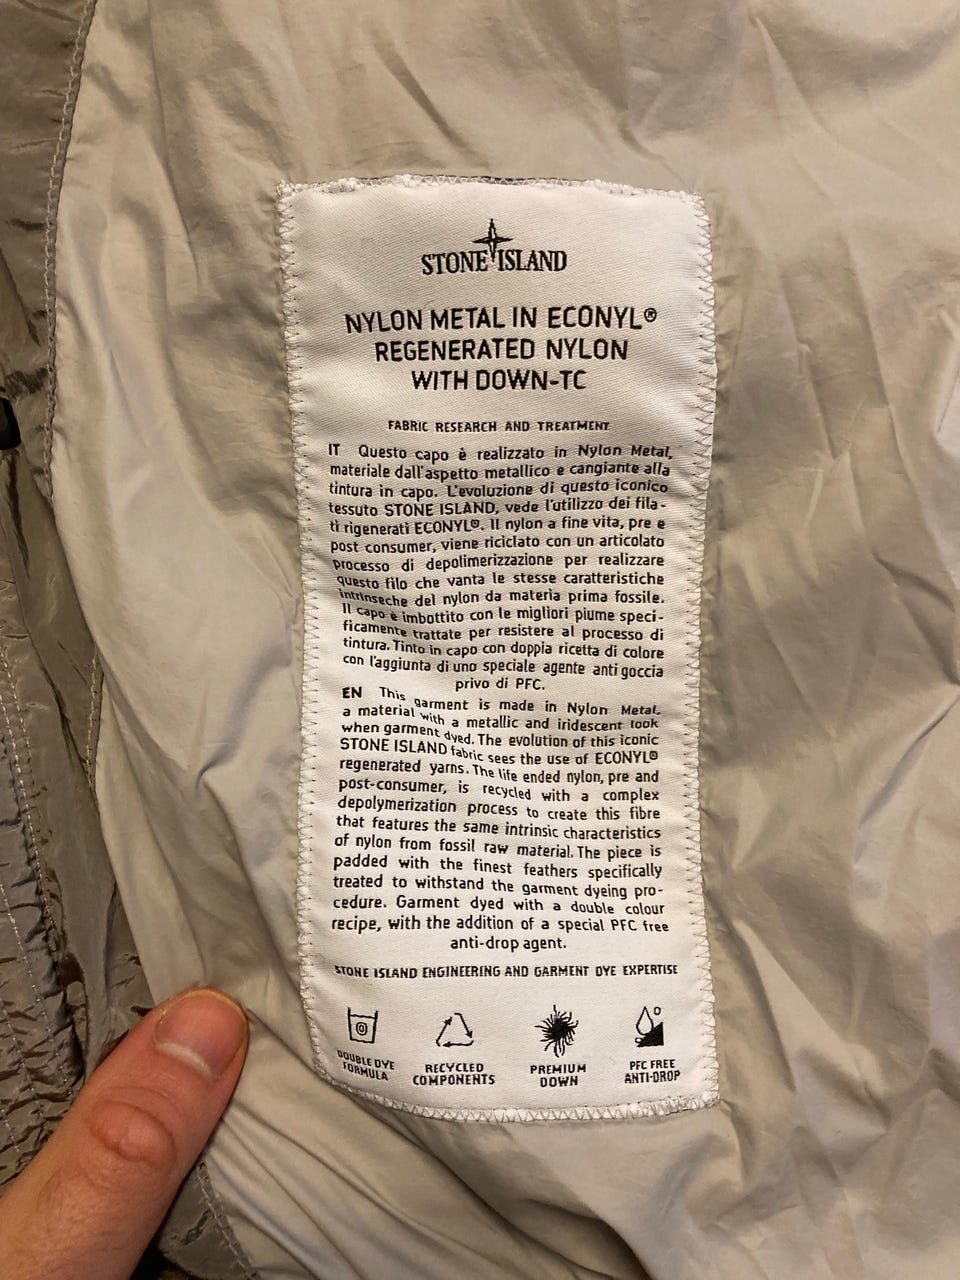 STONE ISLAND
NYLON METAL IN ECONYL®
REGENERATED NYLON
WITH DOWN-TC
FABRIC RESEARCH AND TREATMENT
IT Questo capo è realizzato in Nylon Metal,
materiale dall'aspetto metallico e cangiante alla
tintura in capo. L'evoluzione di questo iconico
tessuto STONE ISLAND, vede l'utilizzo dei fila-
ti rigenerati ECONYL®. Il nylon a fine vita, pre e
post consumer, viene riciclato con un articolato
processo di depolimerizzazione per realizzare
questo filo che vanta le stesse caratteristiche
intrinseche del nylon da materia prima fossile.
Il capo è imbottito con le migliori piume speci-
ficamente trattate per resistere al processo di
tintura. Tinto in capo con doppia ricetta di colore
con l'aggiunta di uno speciale agente anti goccia
privo di PFC.
EN This garment is made in Nylon Metal,
a material with a metallic and iridescent look
when garment dyed. The evolution of this iconic
STONE ISLAND fabric sees the use of ECONYL®
regenerated yarns. The life ended nylon, pre and
post-consumer, is recycled with a complex
depolymerization process to create this fibre
that features the same intrinsic characteristics
of nylon from fossil raw material. The piece is
padded with the finest feathers specifically
treated to withstand the garment dyeing pro-
cedure. Garment dyed with a double colour
recipe, with the addition of a special PFC free
anti-drop agent.
STONE ISLAND ENGINEERING AND GARMENT DYE EXPERTISE
DOUBLE DYE
FORMULA
RECYCLED
COMPONENTS
PREMIUM
DOWN
PFC FREE
ANTI-DROP